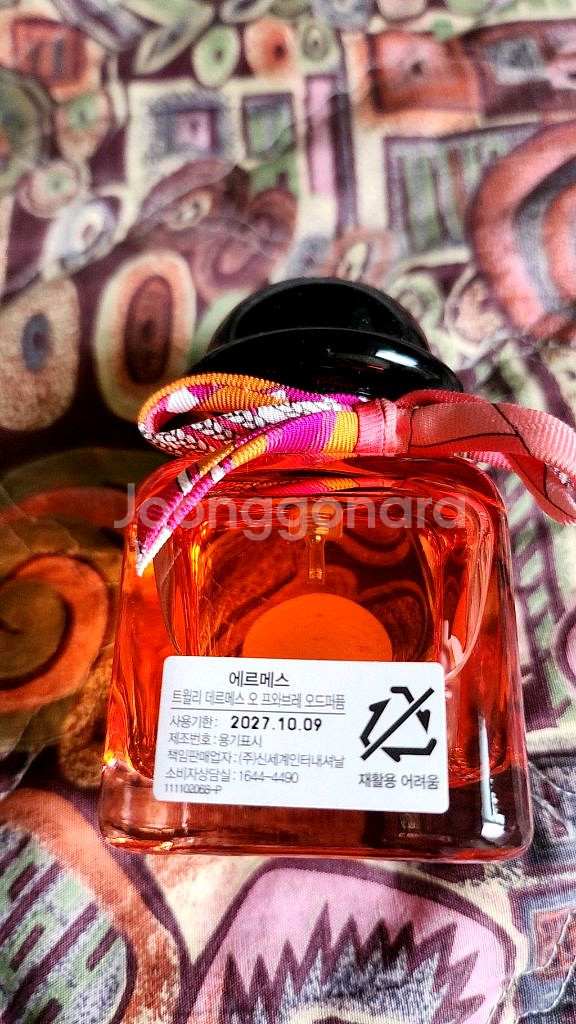 Joonggonara
에르메스
트윌리 데르메스 오 프와브레 오드퍼퓸
사용기한: 2027.10.09
제조번호: 용기표시
책임판매업자: (주)신세계인터내셔날
소비자상담실: 1644-4490
111102068-P
재활용 어려움